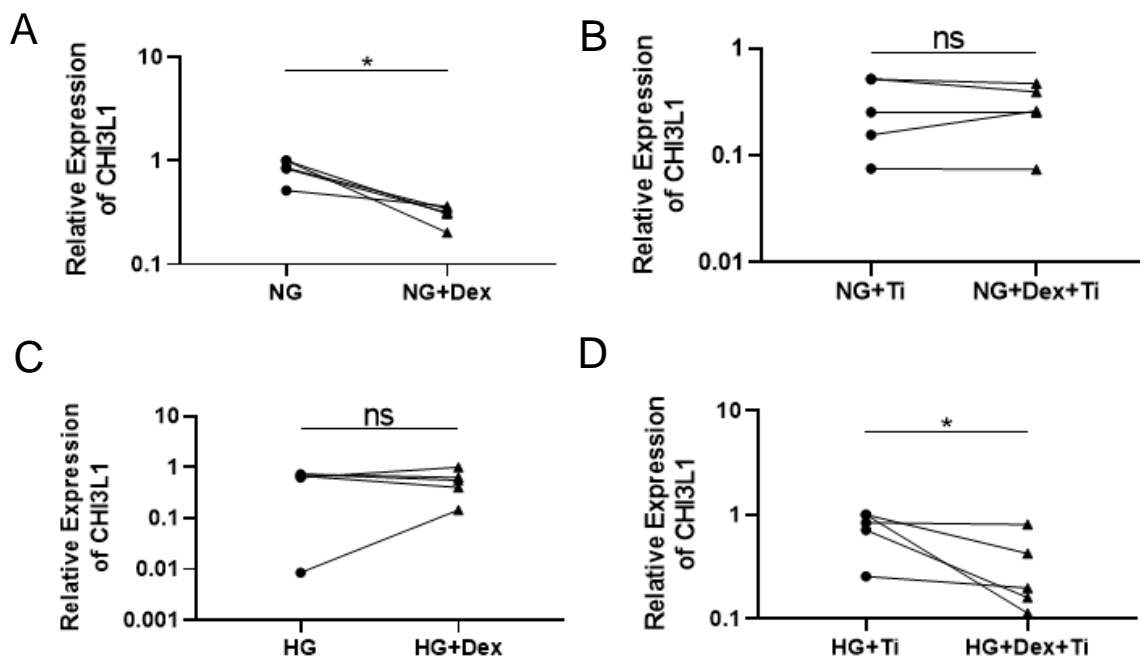 A
Relative Expression
of CHI3L1
10
1
0.1
*
NG
NG+Dex
B
Relative Expression
of CHI3L1
1
0.1
0.01
ns
NG+Ti
NG+Dex+Ti
C
Relative Expression
of CHI3L1
10
1
0.1
0.01
0.001
ns
HG
HG+Dex
D
Relative Expression
of CHI3L1
10
1
0.1
*
HG+Ti
HG+Dex+Ti